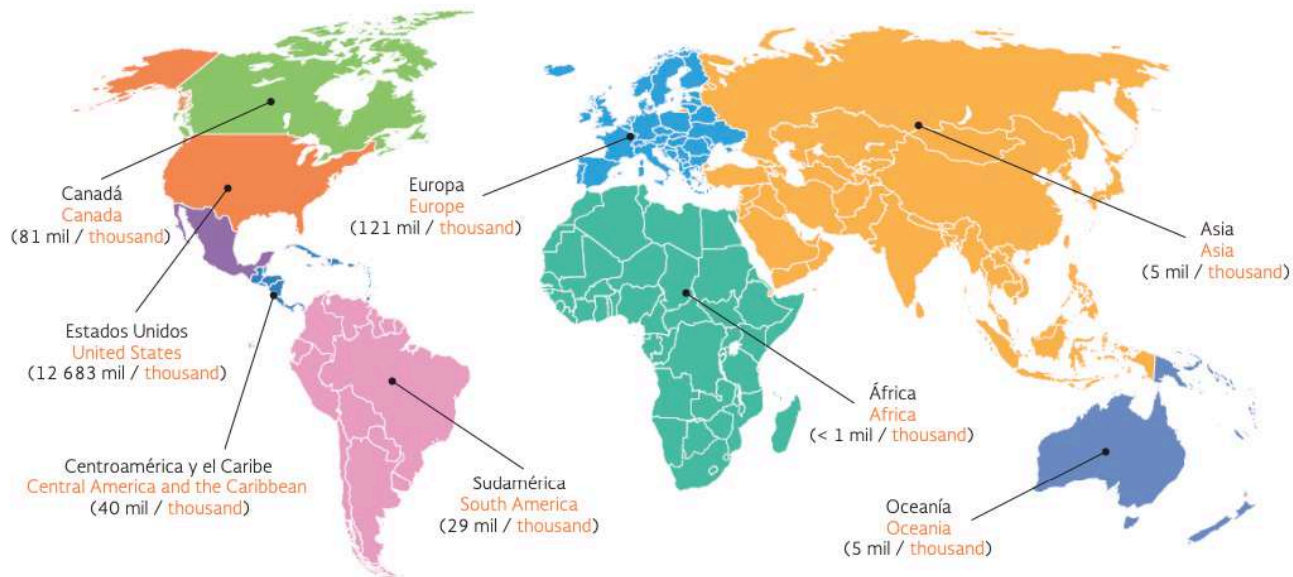 Canadá
Canada
(81 mil / thousand)
Europa
Europe
(121 mil / thousand)
Asia
Asia
(5 mil / thousand)
Estados Unidos
United States
(12 683 mil / thousand)
África
Africa
(< 1 mil / thousand)
Centroamérica y el Caribe
Central America and the Caribbean
(40 mil / thousand)
Sudamérica
South America
(29 mil / thousand)
Oceanía
Oceania
(5 mil / thousand)